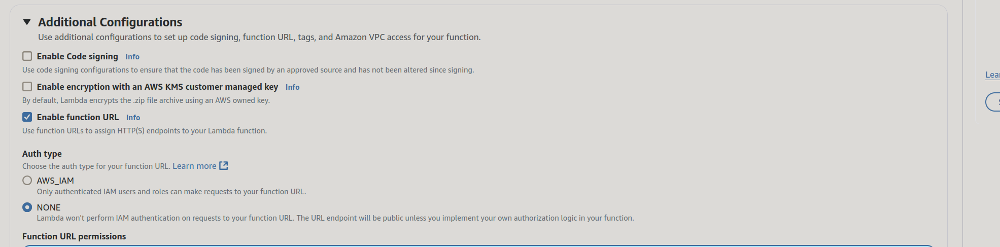 Additional Configurations
Use additional configurations to set up code signing, function URL, tags, and Amazon VPC access for your function.
Enable Code signing Info
Use code signing configurations to ensure that the code has been signed by an approved source and has not been altered since signing.
Enable encryption with an AWS KMS customer managed key Info
By default, Lambda encrypts the .zip file archive using an AWS owned key.
Enable function URL Info
Use function URLs to assign HTTP(S) endpoints to your Lambda function.
Auth type
Choose the auth type for your function URL. Learn more
AWS_IAM
Only authenticated IAM users and roles can make requests to your function URL.
NONE
Lambda won't perform IAM authentication on requests to your function URL. The URL endpoint will be public unless you implement your own authorization logic in your function.
Function URL permissions